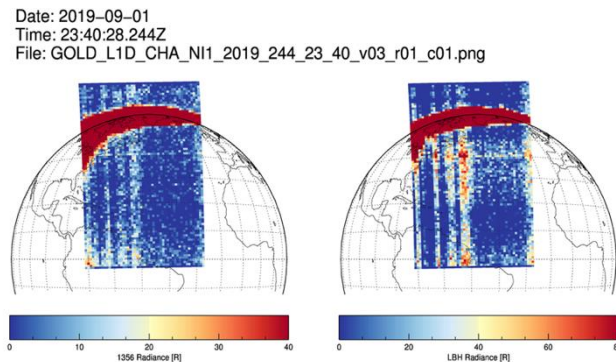 Date: 2019−09−01
Time: 23:40:28.244Z
File: GOLD_L1D_CHA_NI1_2019_244_23_40_v03_r01_c01.png
0 10 20 30 40
1356 Radiance [R]
0 20 40 60 80
LBH Radiance [R]